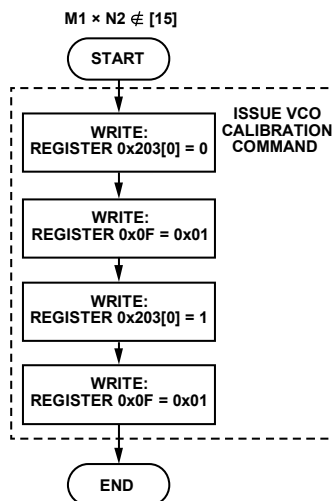 M1 × N2 ∉ [15]
START
ISSUE VCO
CALIBRATION
COMMAND
WRITE:
REGISTER 0x203[0] = 0
WRITE:
REGISTER 0x0F = 0x01
WRITE:
REGISTER 0x203[0] = 1
WRITE:
REGISTER 0x0F = 0x01
END